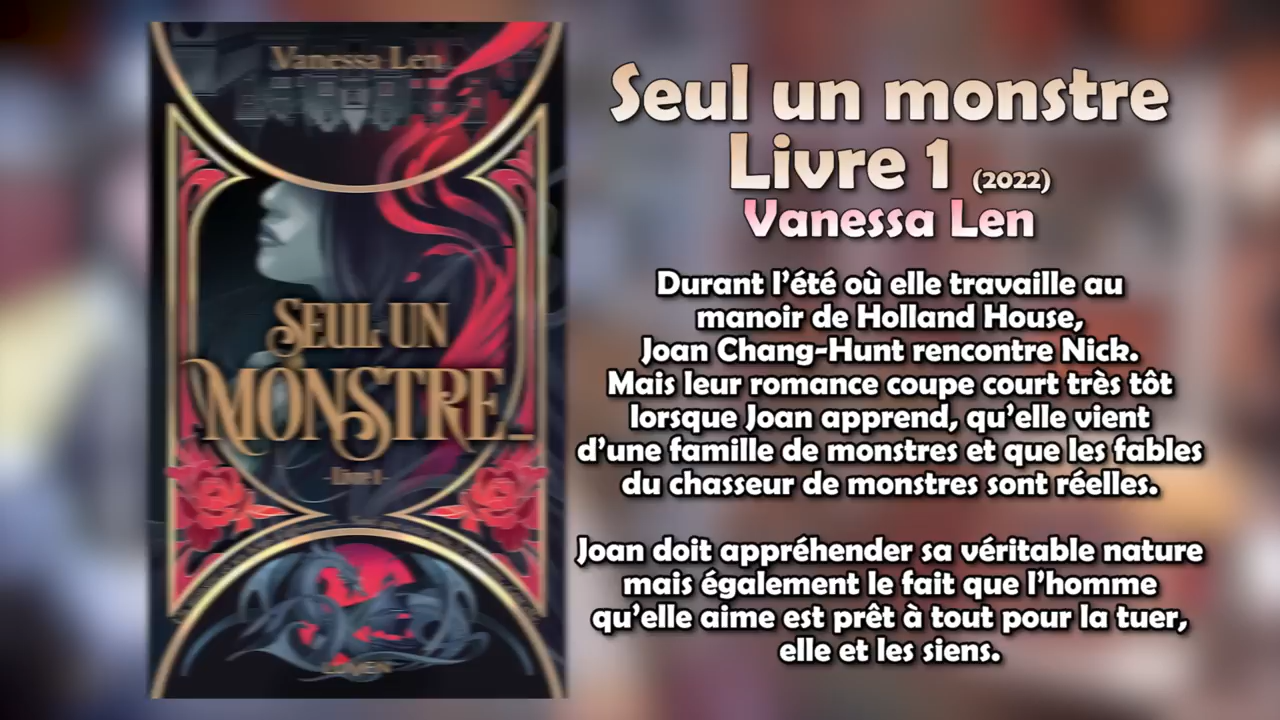 Vanessa Len
SEUL UN
MONSTRE
- Livre 1 -
LUMEN
Seul un monstre
Livre 1 (2022)
Vanessa Len
Durant l'été où elle travaille au
manoir de Holland House,
Joan Chang-Hunt rencontre Nick.
Mais leur romance coupe court très tôt
lorsque Joan apprend, qu'elle vient
d'une famille de monstres et que les fables
du chasseur de monstres sont réelles.
Joan doit appréhender sa véritable nature
mais également le fait que l'homme
qu'elle aime est prêt à tout pour la tuer,
elle et les siens.